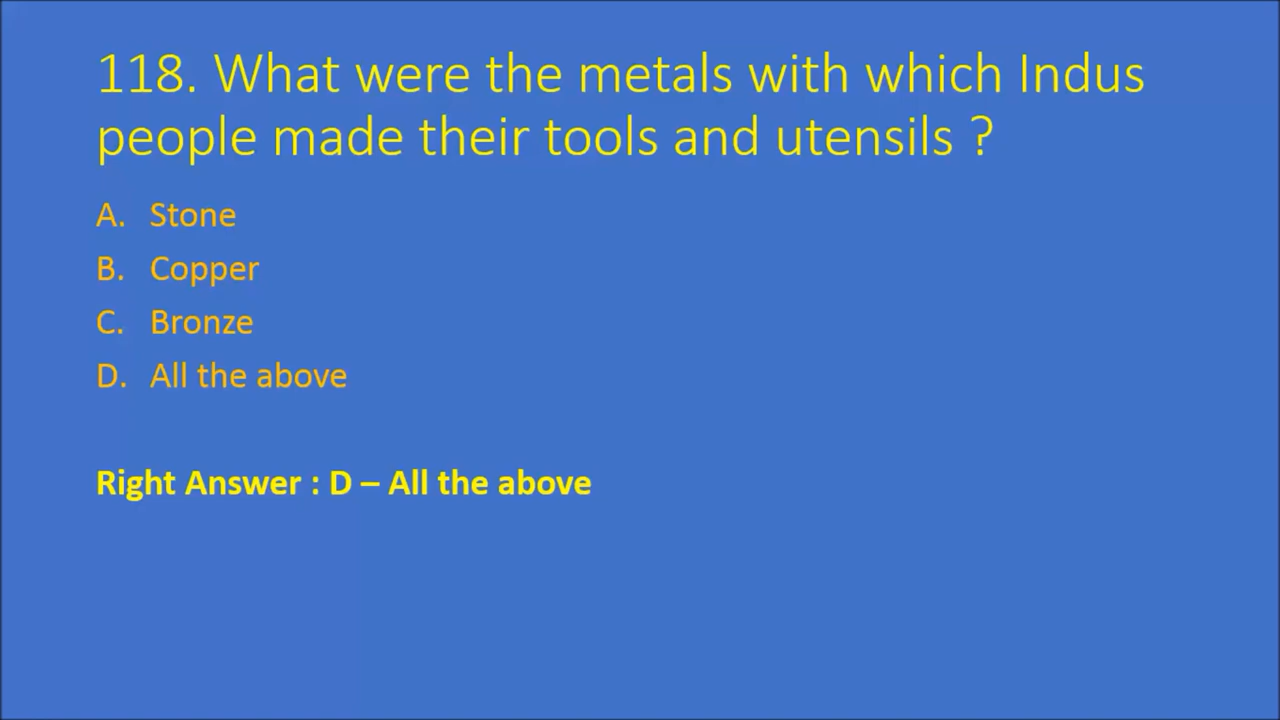 118. What were the metals with which Indus
people made their tools and utensils ?
A. Stone
B. Copper
C. Bronze
D. All the above
Right Answer : D – All the above